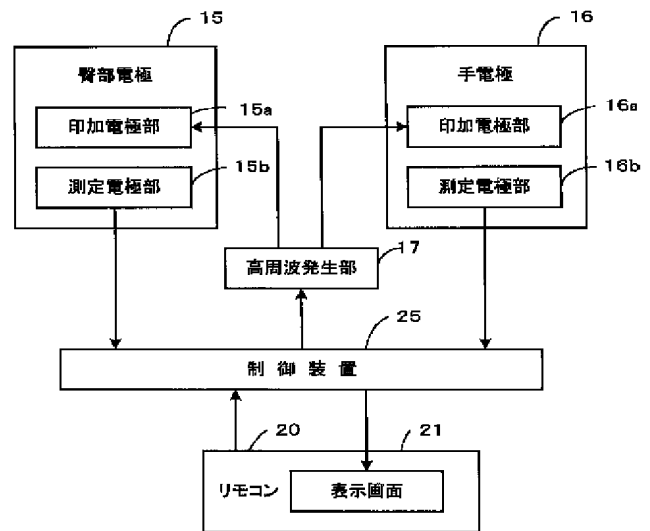 15
臀部電極
15a
印加電極部
15b
測定電極部
16
手電極
16a
印加電極部
16b
測定電極部
17
高周波発生部
25
制御装置
20
21
リモコン
表示画面